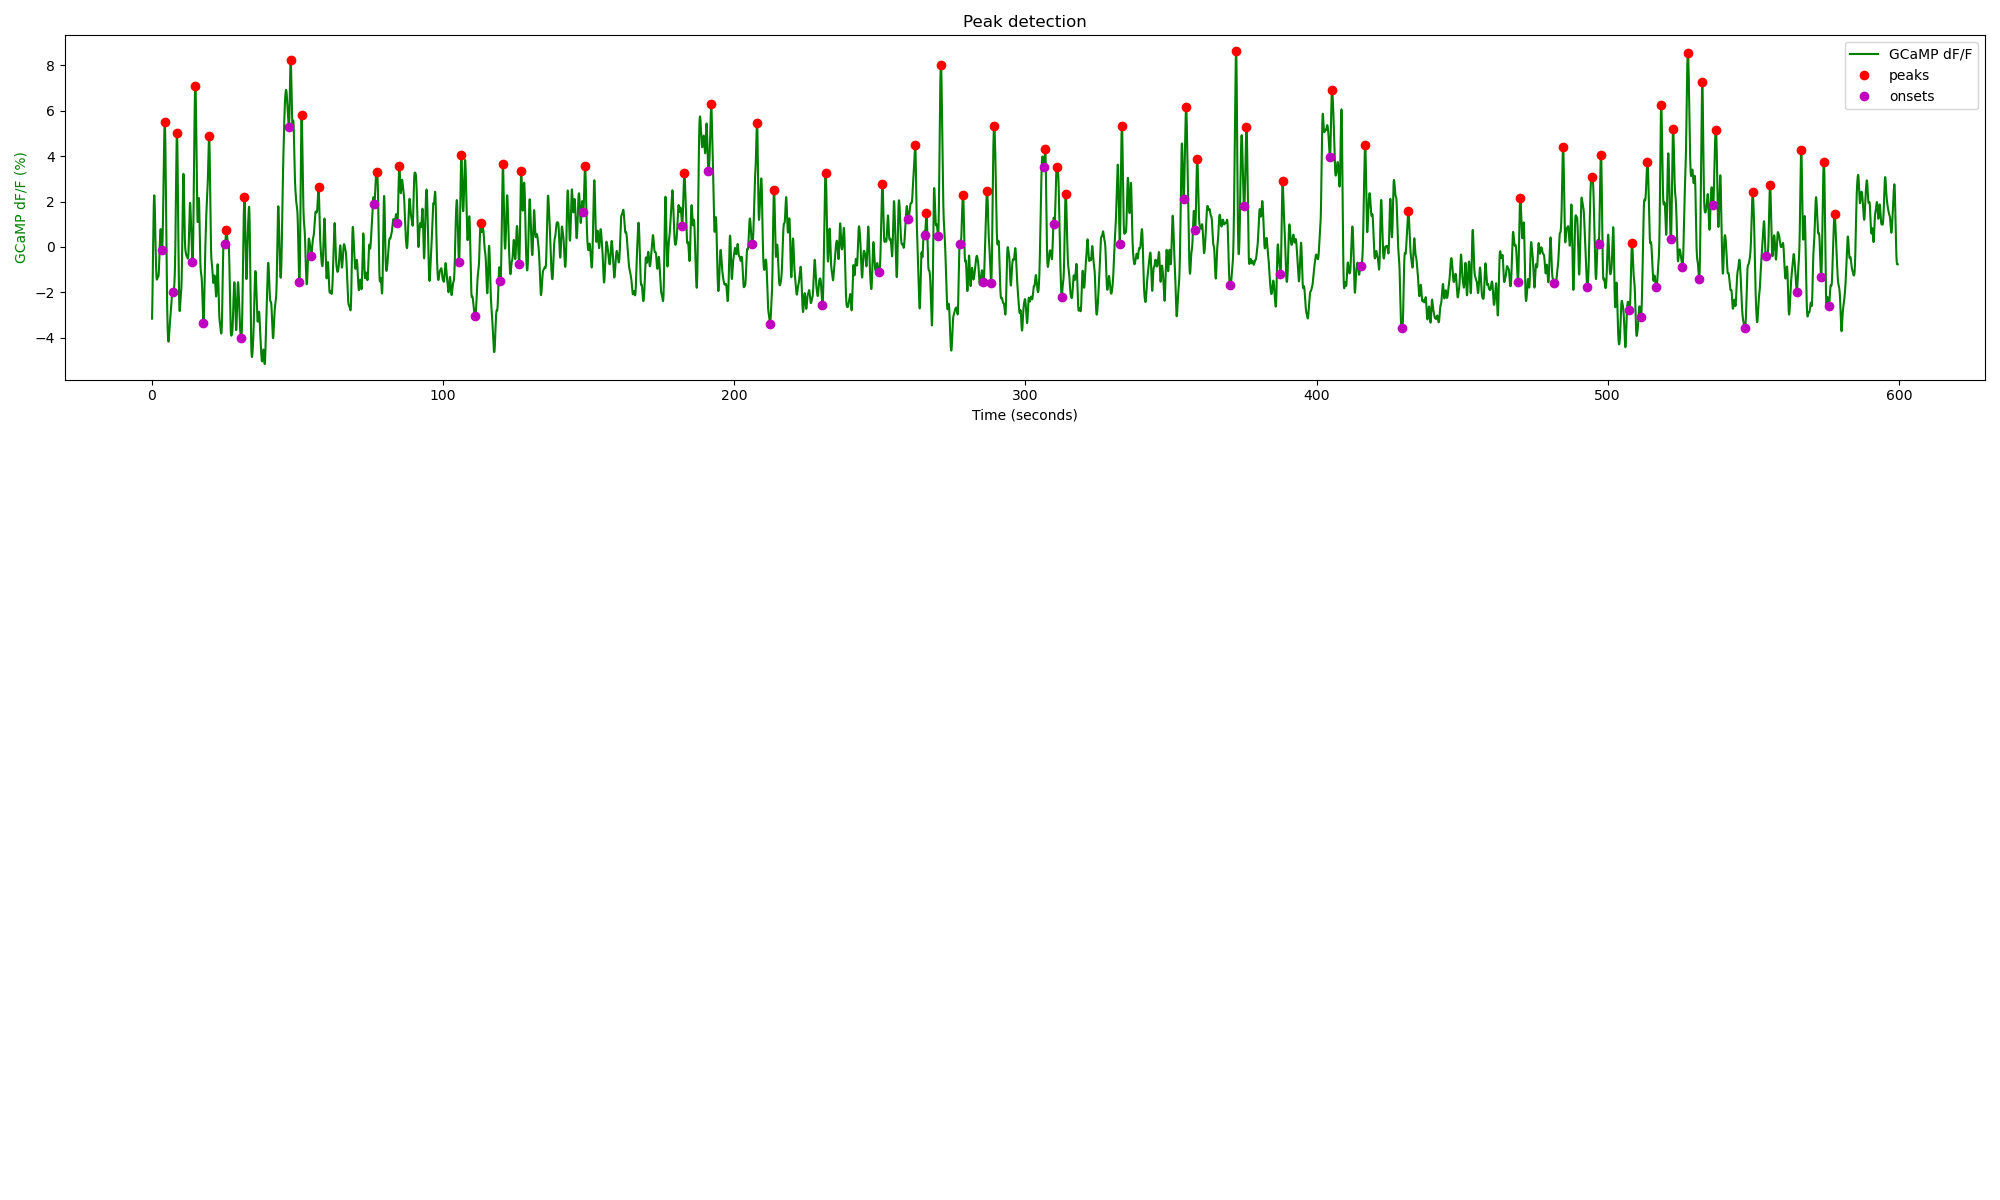 Peak detection
GCaMP dF/F
peaks
onsets
GCaMP dF/F (%)
8
6
4
2
0
−2
−4
0 100 200 300 400 500 600
Time (seconds)